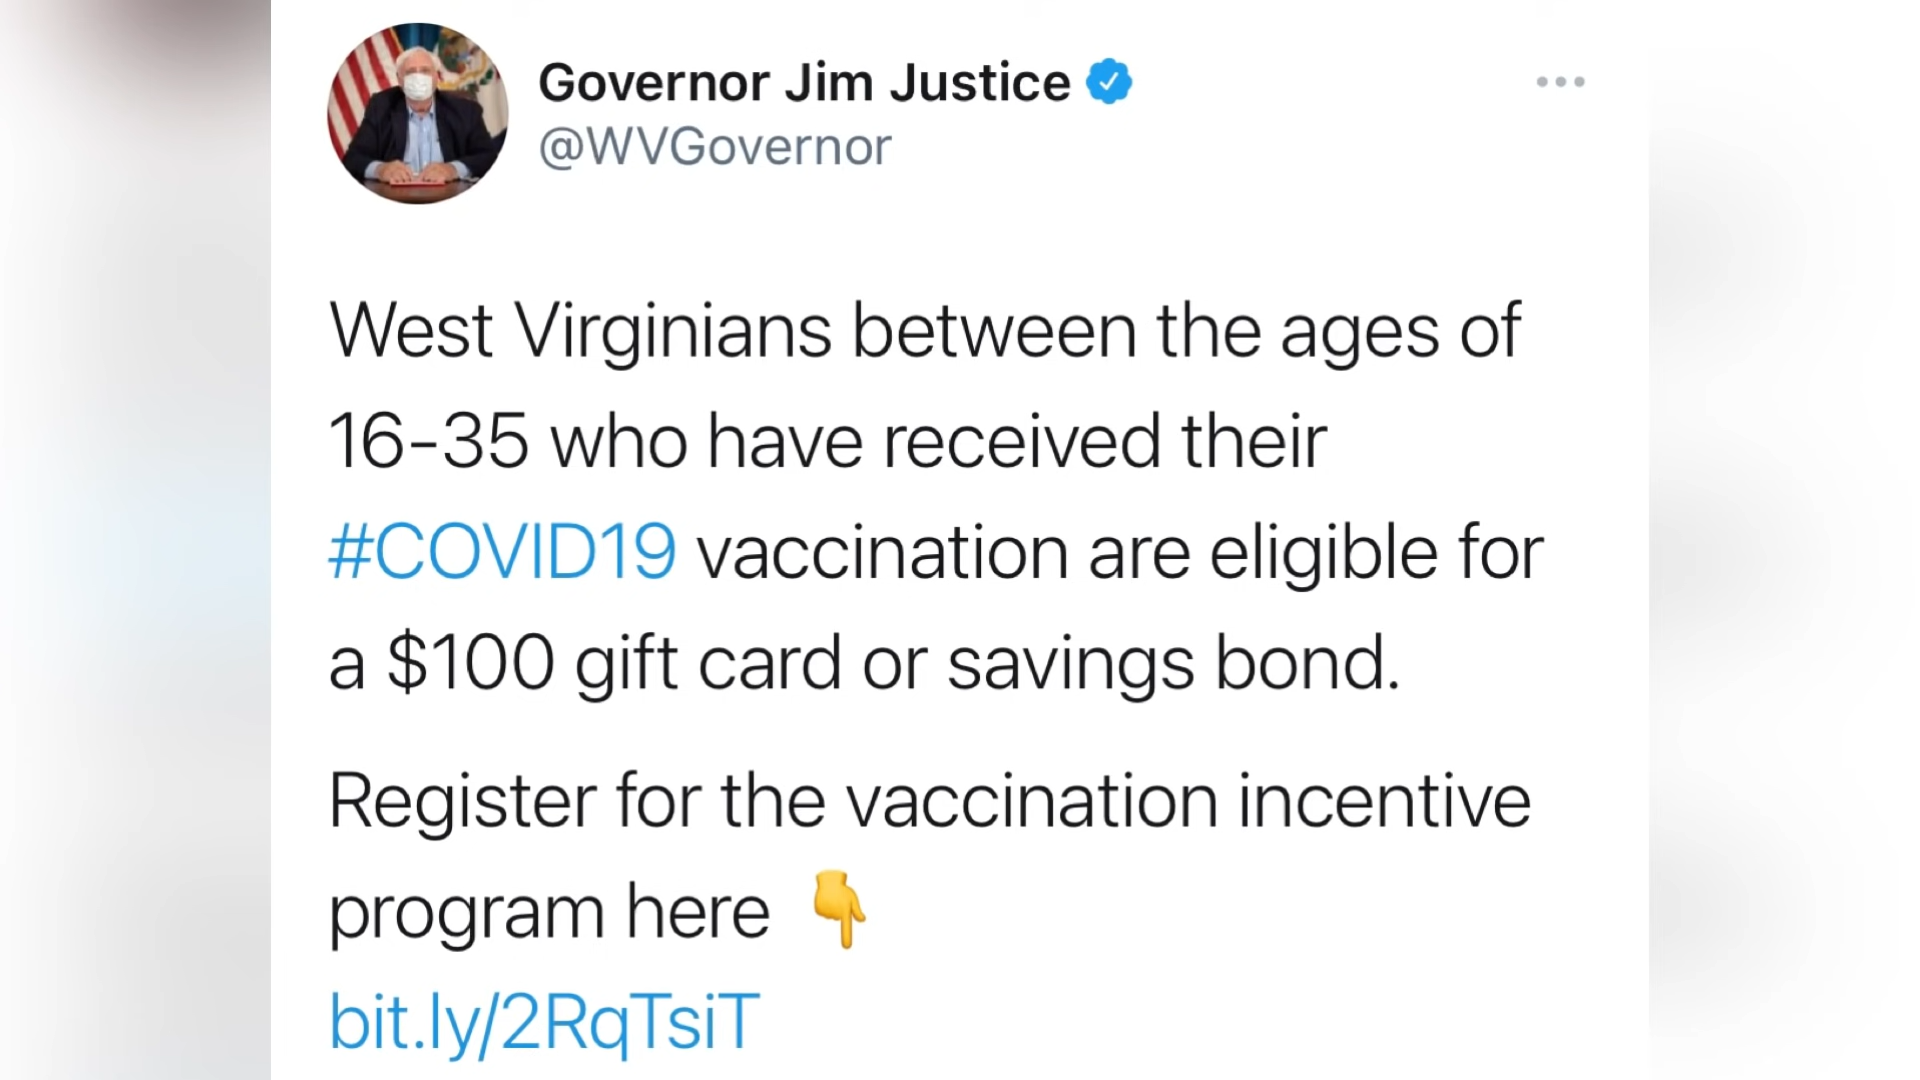 Governor Jim Justice
@WVGovernor
West Virginians between the ages of
16-35 who have received their
#COVID19 vaccination are eligible for
a $100 gift card or savings bond.
Register for the vaccination incentive
program here 👇
bit.ly/2RqTsiT